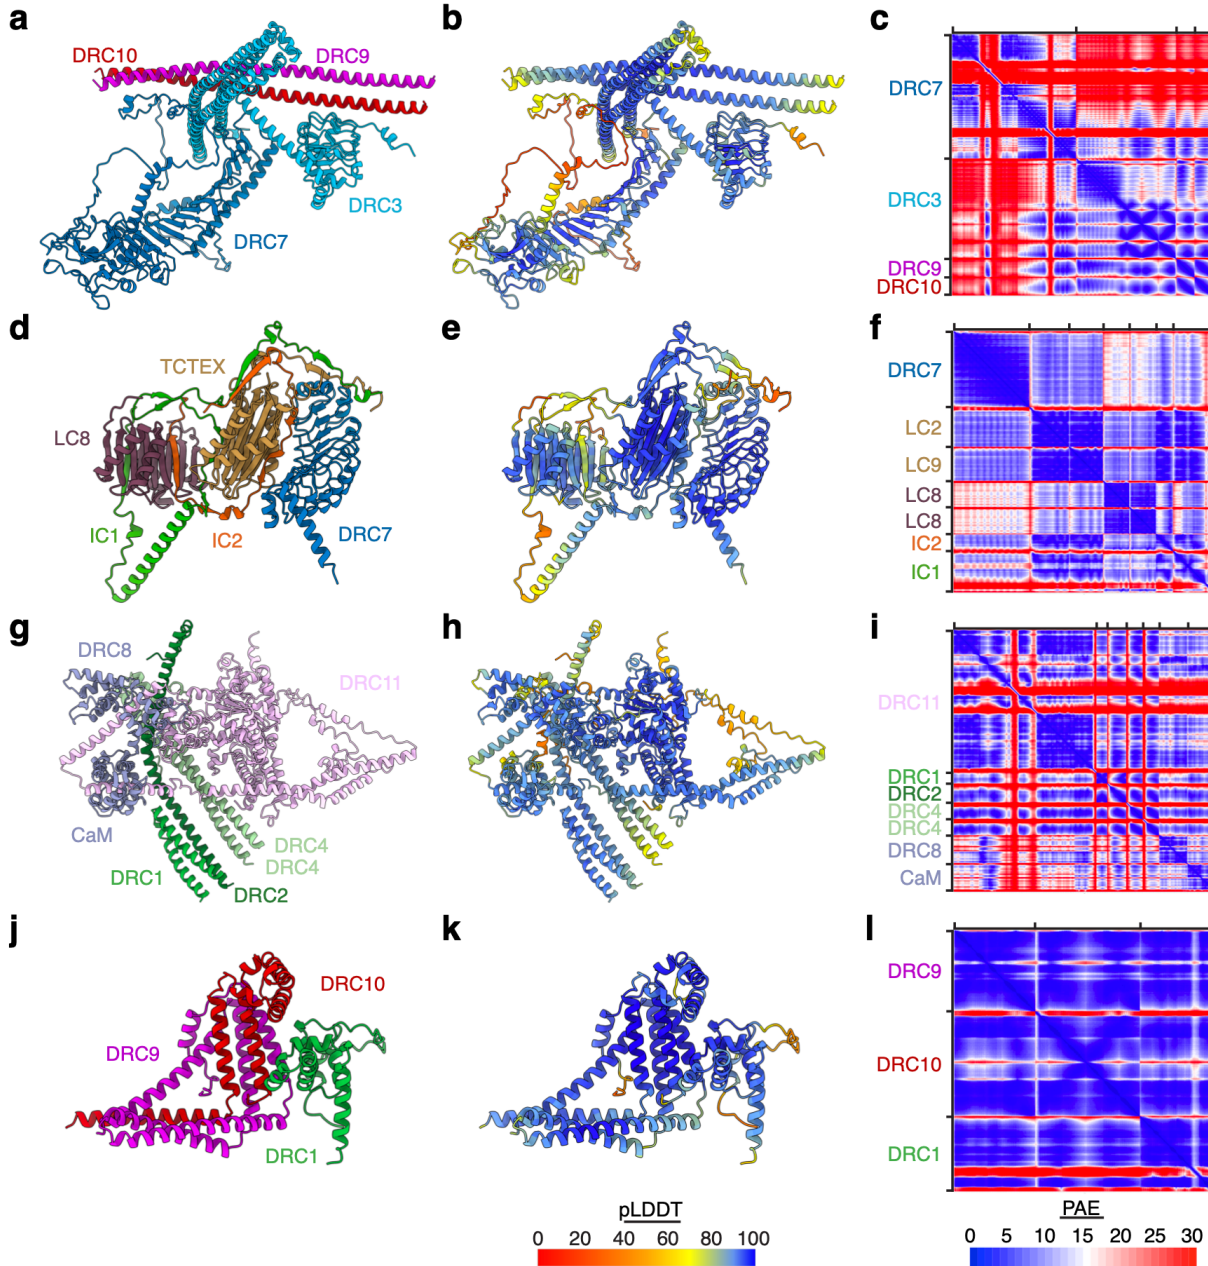 a
b
c
DRC10
DRC9
DRC3
DRC7
DRC7
DRC3
DRC9
DRC10
d
e
f
TCTEX
LC8
IC1
IC2
DRC7
DRC7
LC2
LC9
LC8
LC8
IC2
IC1
g
h
i
DRC8
DRC11
CaM
DRC4
DRC4
DRC1
DRC2
DRC11
DRC1
DRC2
DRC4
DRC4
DRC8
CaM
j
k
l
DRC10
DRC9
DRC1
DRC9
DRC10
DRC1
pLDDT
0 20 40 60 80 100
PAE
0 5 10 15 20 25 30